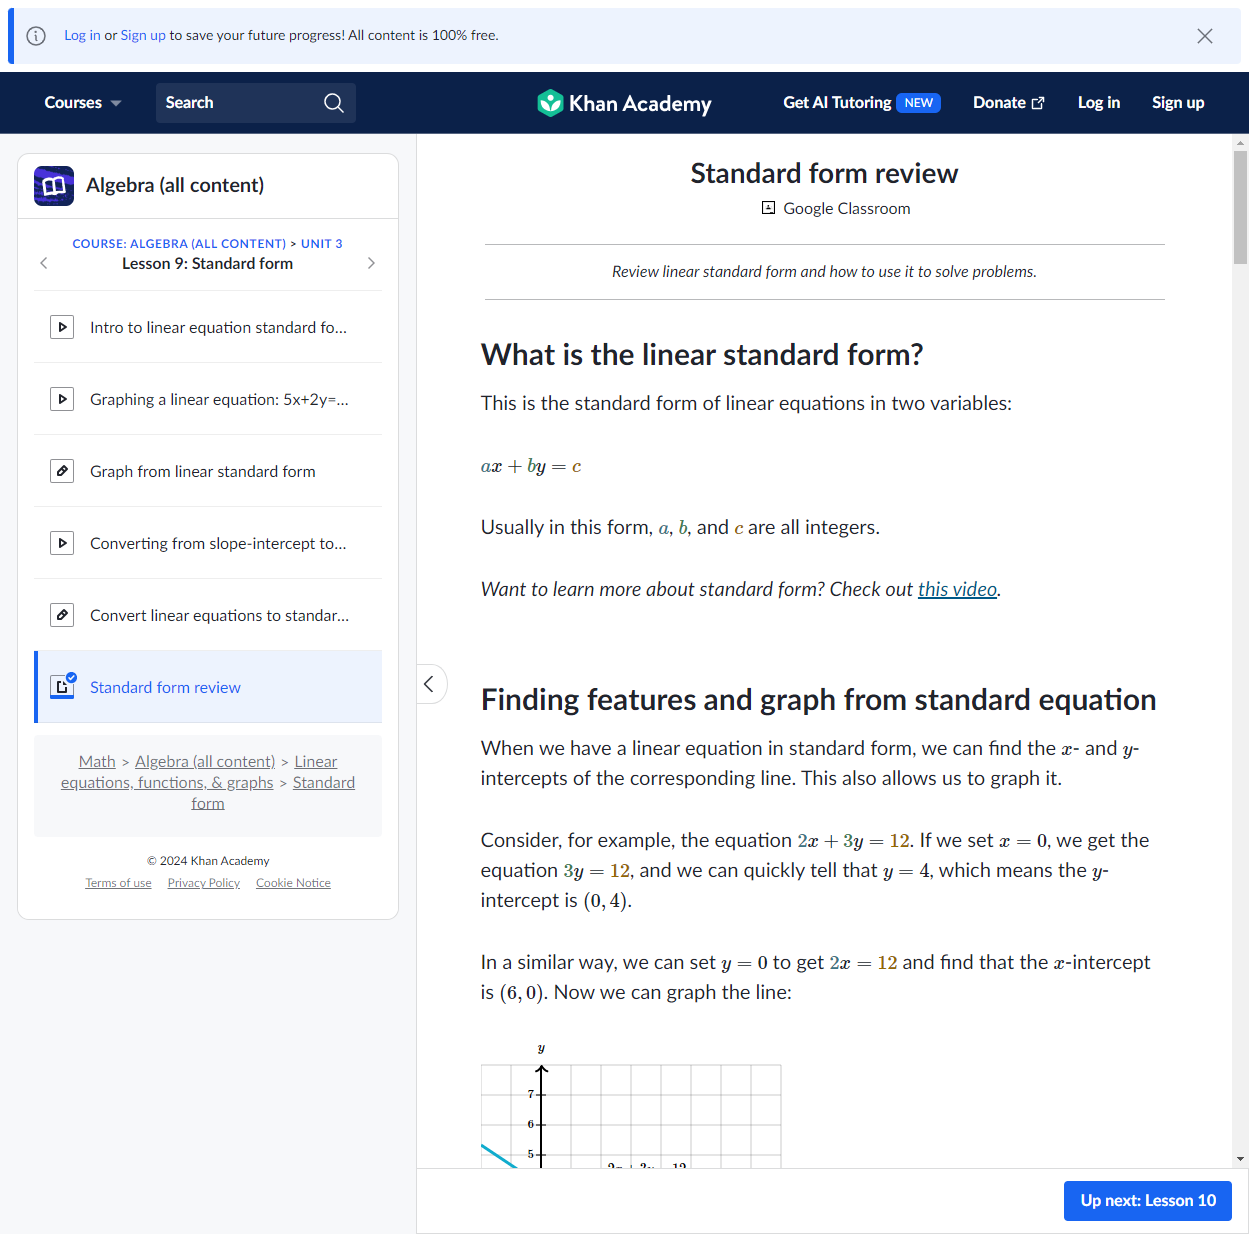 Log in or Sign up to save your future progress! All content is 100% free.
Courses
Search
Khan Academy
Get AI Tutoring NEW
Donate
Log in
Sign up
Algebra (all content)
COURSE: ALGEBRA (ALL CONTENT) > UNIT 3
Lesson 9: Standard form
Intro to linear equation standard fo...
Graphing a linear equation: 5x+2y=...
Graph from linear standard form
Converting from slope-intercept to...
Convert linear equations to standar...
Standard form review
Math > Algebra (all content) > Linear
equations, functions, & graphs > Standard
form
© 2024 Khan Academy
Terms of use Privacy Policy Cookie Notice
Standard form review
Google Classroom
Review linear standard form and how to use it to solve problems.
What is the linear standard form?
This is the standard form of linear equations in two variables:
ax + by = c
Usually in this form, a, b, and c are all integers.
Want to learn more about standard form? Check out this video.
Finding features and graph from standard equation
When we have a linear equation in standard form, we can find the x- and y-
intercepts of the corresponding line. This also allows us to graph it.
Consider, for example, the equation 2x + 3y = 12. If we set x = 0, we get the
equation 3y = 12, and we can quickly tell that y = 4, which means the y-
intercept is (0, 4).
In a similar way, we can set y = 0 to get 2x = 12 and find that the x-intercept
is (6, 0). Now we can graph the line:
y
7
6
5
Up next: Lesson 10